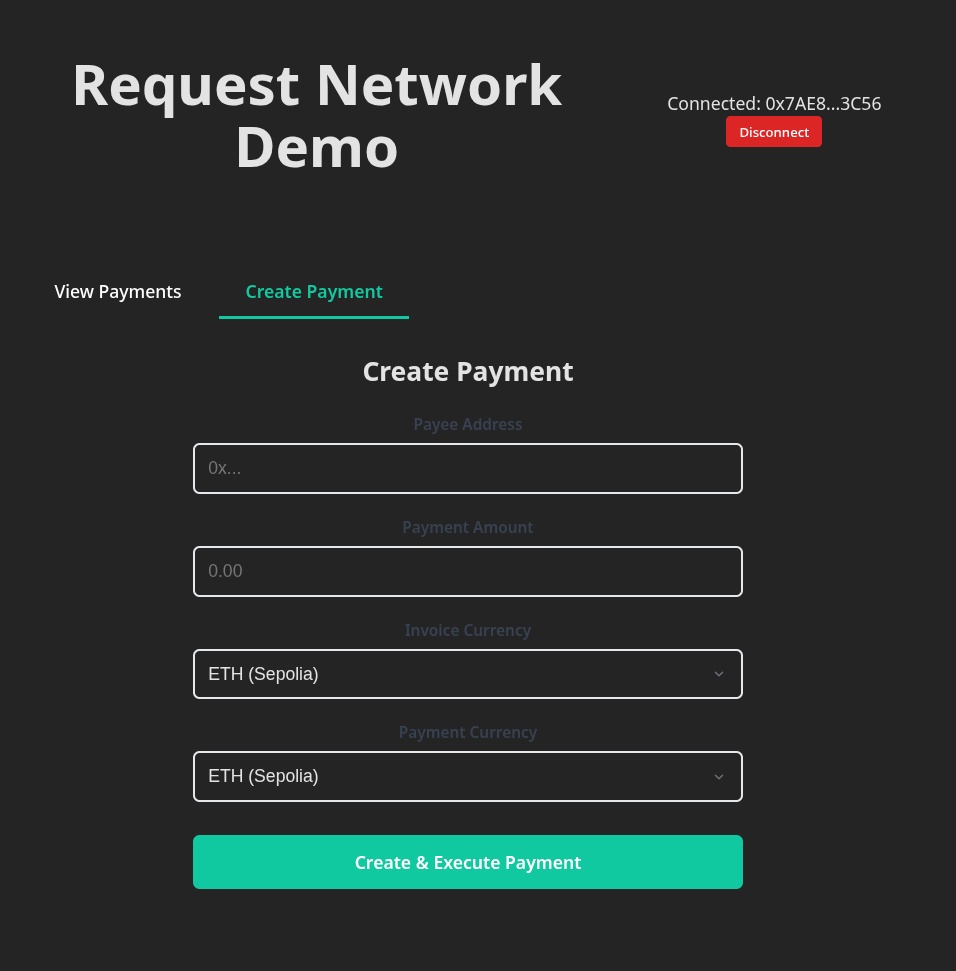 Request Network
Demo
Connected: 0x7AE8...3C56
Disconnect
View Payments
Create Payment
Create Payment
Payee Address
0x...
Payment Amount
0.00
Invoice Currency
ETH (Sepolia)
Payment Currency
ETH (Sepolia)
Create & Execute Payment